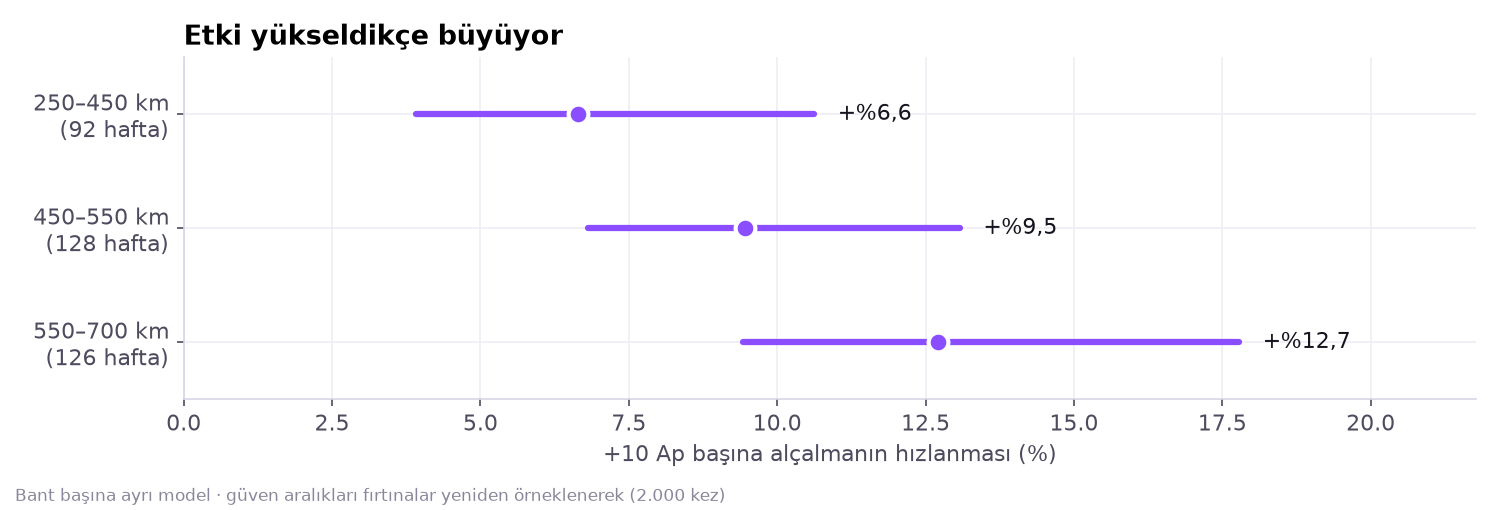 Etki yükseldikçe büyüyor
250–450 km
(92 hafta)
+%6,6
450–550 km
(128 hafta)
+%9,5
550–700 km
(126 hafta)
+%12,7
0.0 2.5 5.0 7.5 10.0 12.5 15.0 17.5 20.0
+10 Ap başına alçalmanın hızlanması (%)
Bant başına ayrı model · güven aralıkları fırtınalar yeniden örneklenerek (2.000 kez)